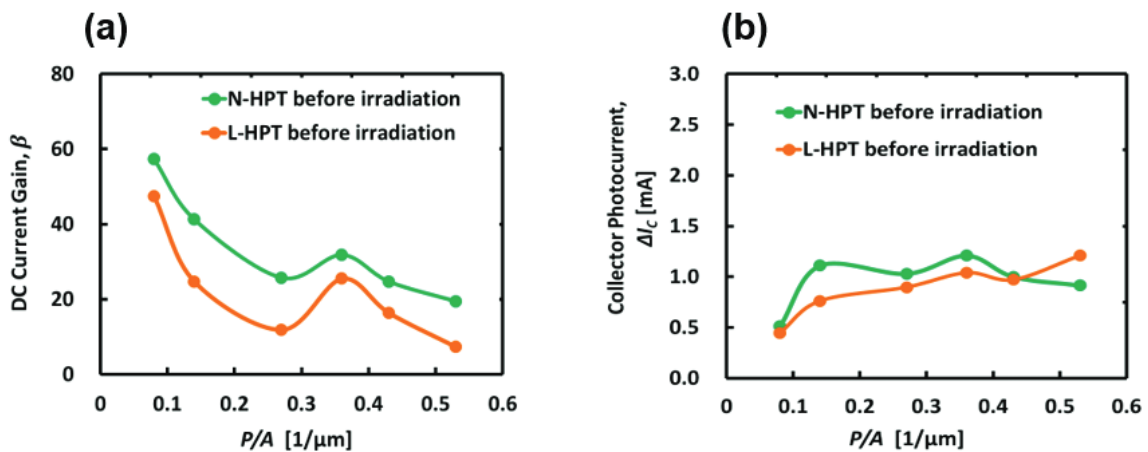 (a)
80
60
40
20
0
DC Current Gain, β
N-HPT before irradiation
L-HPT before irradiation
0 0.1 0.2 0.3 0.4 0.5 0.6
P/A [1/μm]
(b)
3.0
2.5
2.0
1.5
1.0
0.5
0.0
Collector Photocurrent,
ΔI_C [mA]
N-HPT before irradiation
L-HPT before irradiation
0 0.1 0.2 0.3 0.4 0.5 0.6
P/A [1/μm]